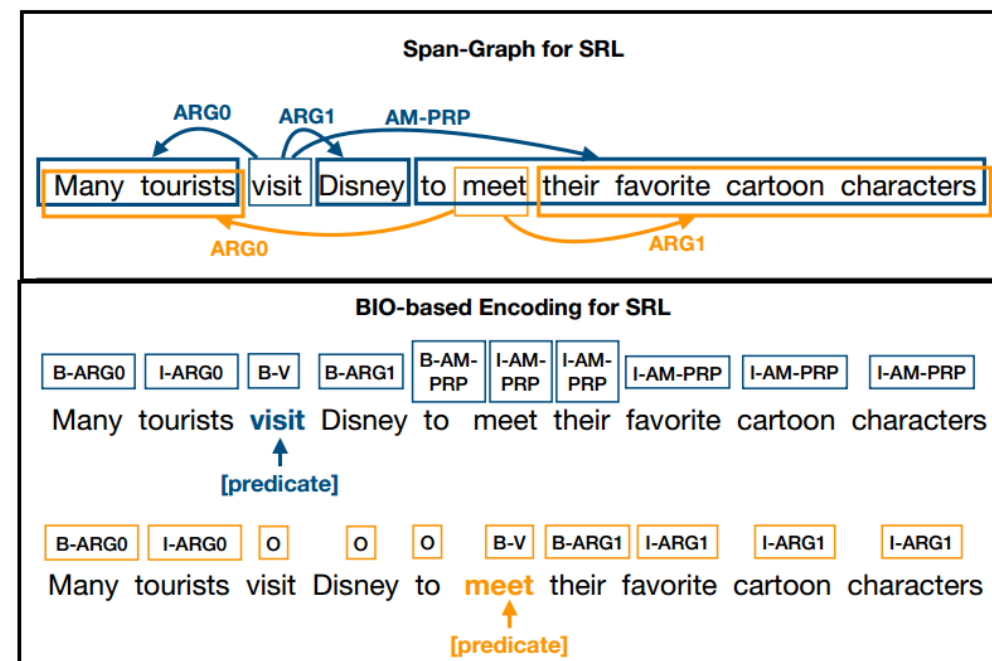 Span-Graph for SRL
ARG0 ARG1 AM-PRP
Many tourists visit Disney to meet their favorite cartoon characters
ARG0 ARG1
BIO-based Encoding for SRL
B-ARG0 I-ARG0 B-V B-ARG1 B-AM-PRP I-AM-PRP I-AM-PRP I-AM-PRP I-AM-PRP I-AM-PRP
Many tourists visit Disney to meet their favorite cartoon characters
[predicate]
B-ARG0 I-ARG0 O O O B-V B-ARG1 I-ARG1 I-ARG1 I-ARG1
Many tourists visit Disney to meet their favorite cartoon characters
[predicate]